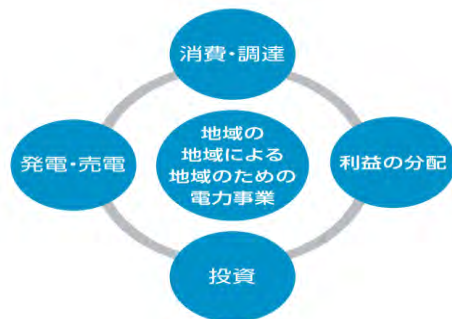 消費・調達
発電・売電
地域の
地域による
地域のための
電力事業
利益の分配
投資